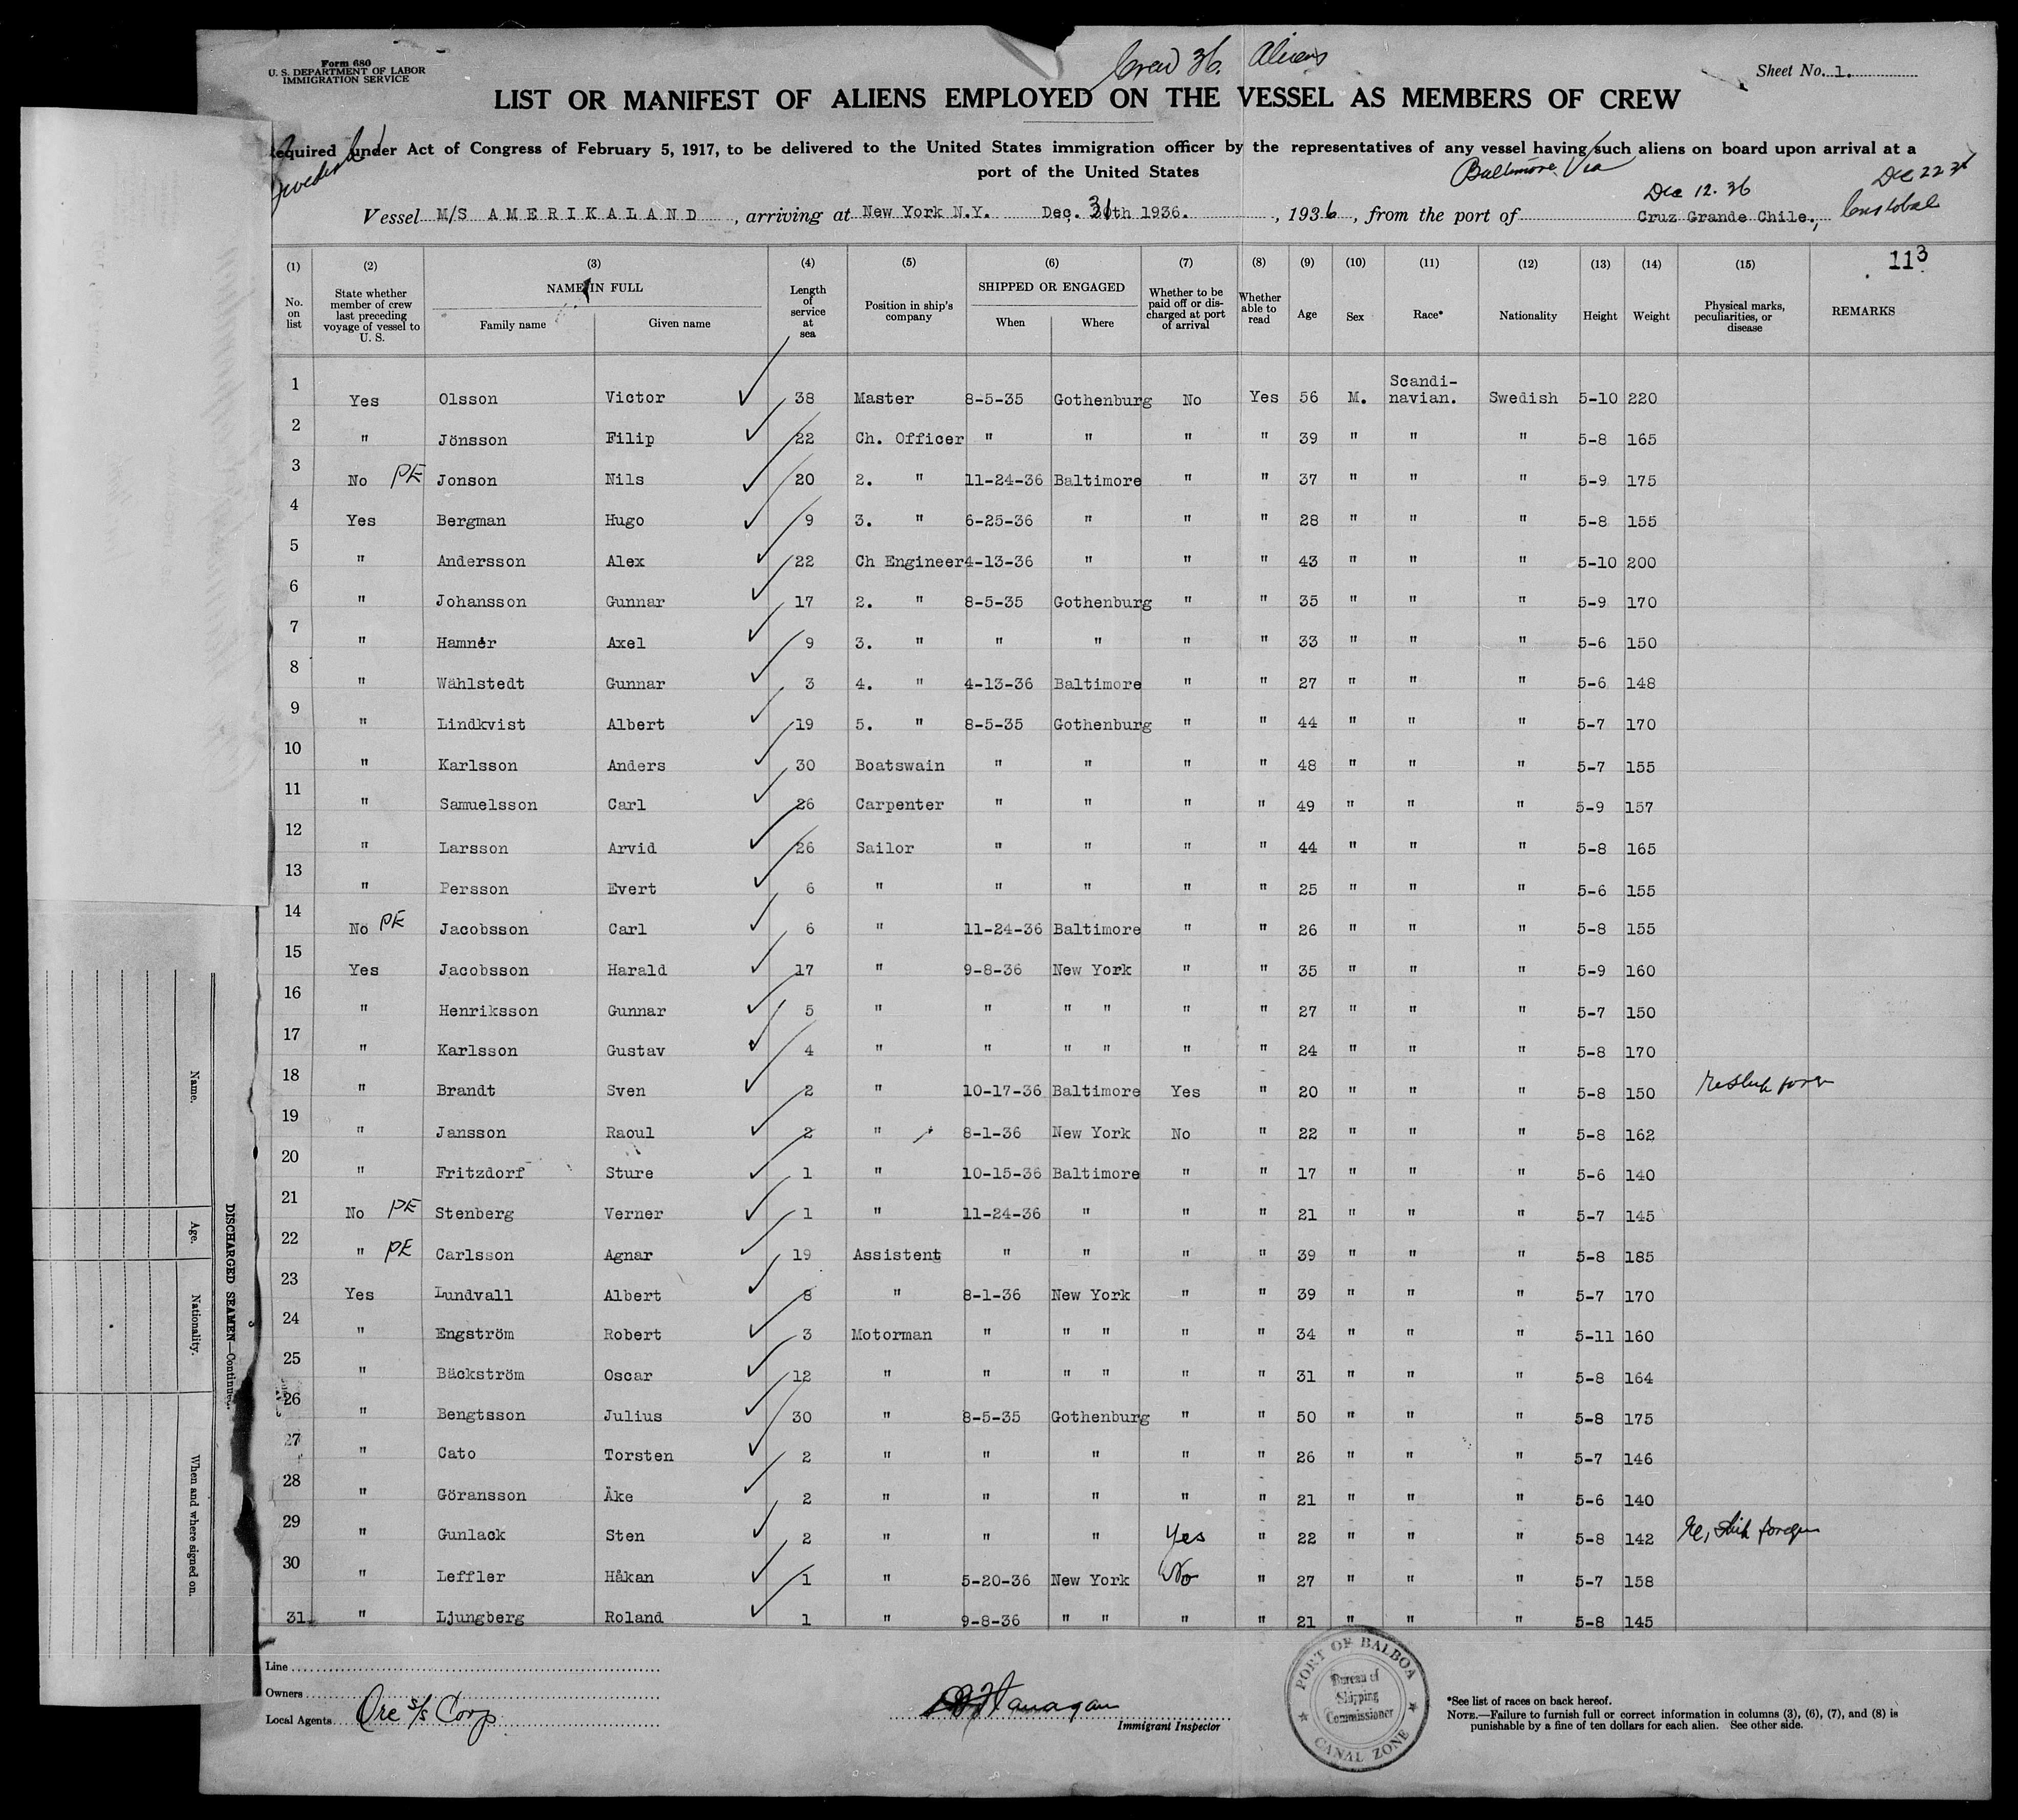 Form 680
U. S. DEPARTMENT OF LABOR
IMMIGRATION SERVICE
Crew 36. Aliens
Sheet No. 1.
LIST OR MANIFEST OF ALIENS EMPLOYED ON THE VESSEL AS MEMBERS OF CREW
Swedish
Required under Act of Congress of February 5, 1917, to be delivered to the United States immigration officer by the representatives of any vessel having such aliens on board upon arrival at a
port of the United States
Baltimore Via
Dec 12. 36
Dec 22 36
Vessel M/S AMERIKALAND, arriving at New York N.Y. Dec. 31th 1936., 1936, from the port of Cruz Grande Chile., Cristobal
113
(1) (2) (3) (4) (5) (6) (7) (8) (9) (10) (11) (12) (13) (14) (15)
No. on list
State whether member of crew last preceding voyage of vessel to U. S.
NAME IN FULL
Family name
Given name
Length of service at sea
Position in ship's company
SHIPPED OR ENGAGED
When
Where
Whether to be paid off or discharged at port of arrival
Whether able to read
Age
Sex
Race*
Nationality
Height
Weight
Physical marks, peculiarities, or disease
REMARKS
1 Yes Olsson Victor 38 Master 8-5-35 Gothenburg No Yes 56 M. Scandi-navian. Swedish 5-10 220
2 " Jönsson Filip 22 Ch. Officer " " " " 39 " " " 5-8 165
3 No PE Jonson Nils 20 2. " 11-24-36 Baltimore " " 37 " " " 5-9 175
4 Yes Bergman Hugo 9 3. " 6-25-36 " " " 28 " " " 5-8 155
5 " Andersson Alex 22 Ch Engineer 4-13-36 " " " 43 " " " 5-10 200
6 " Johansson Gunnar 17 2. " 8-5-35 Gothenburg " " 35 " " " 5-9 170
7 " Hamnér Axel 9 3. " " " " " 33 " " " 5-6 150
8 " Wåhlstedt Gunnar 3 4. " 4-13-36 Baltimore " " 27 " " " 5-6 148
9 " Lindkvist Albert 19 5. " 8-5-35 Gothenburg " " 44 " " " 5-7 170
10 " Karlsson Anders 30 Boatswain " " " " 48 " " " 5-7 155
11 " Samuelsson Carl 26 Carpenter " " " " 49 " " " 5-9 157
12 " Larsson Arvid 26 Sailor " " " " 44 " " " 5-8 165
13 " Persson Evert 6 " " " " " 25 " " " 5-6 155
14 No PE Jacobsson Carl 6 " 11-24-36 Baltimore " " 26 " " " 5-8 155
15 Yes Jacobsson Harald 17 " 9-8-36 New York " " 35 " " " 5-9 160
16 " Henriksson Gunnar 5 " " " " " " 27 " " " 5-7 150
17 " Karlsson Gustav 4 " " " " " " 24 " " " 5-8 170
18 " Brandt Sven 2 " 10-17-36 Baltimore Yes " 20 " " " 5-8 150 reship foreign
19 " Jansson Raoul 2 " 8-1-36 New York No " 22 " " " 5-8 162
20 " Fritzdorf Sture 1 " 10-15-36 Baltimore " " 17 " " " 5-6 140
21 No PE Stenberg Verner 1 " 11-24-36 " " " 21 " " " 5-7 145
22 " PE Carlsson Agnar 19 Assistent " " " " 39 " " " 5-8 185
23 Yes Lundvall Albert 8 " 8-1-36 New York " " 39 " " " 5-7 170
24 " Engström Robert 3 Motorman " " " " " 34 " " " 5-11 160
25 " Bäckström Oscar 12 " " " " " " 31 " " " 5-8 164
26 " Bengtsson Julius 30 " 8-5-35 Gothenburg " " 50 " " " 5-8 175
27 " Cato Torsten 2 " " " " " 26 " " " 5-7 146
28 " Göransson Åke 2 " " " " " 21 " " " 5-6 140
29 " Gunlack Sten 2 " " " Yes " 22 " " " 5-8 142 Re, ship foreign
30 " Leffler Håkan 1 " 5-20-36 New York No " 27 " " " 5-7 158
31 " Ljungberg Roland 1 " 9-8-36 " " " " 21 " " " 5-8 145
Line
Owners
Local Agents Ore s/s Corp
Flanagan
Immigrant Inspector
PORT OF BALBOA
Bureau of
Shipping
Commissioner
CANAL ZONE
*See list of races on back hereof.
NOTE.—Failure to furnish full or correct information in columns (3), (6), (7), and (8) is
punishable by a fine of ten dollars for each alien. See other side.
DISCHARGED SEAMEN—Continued.
Name.
Age.
Nationality.
When and where signed on.